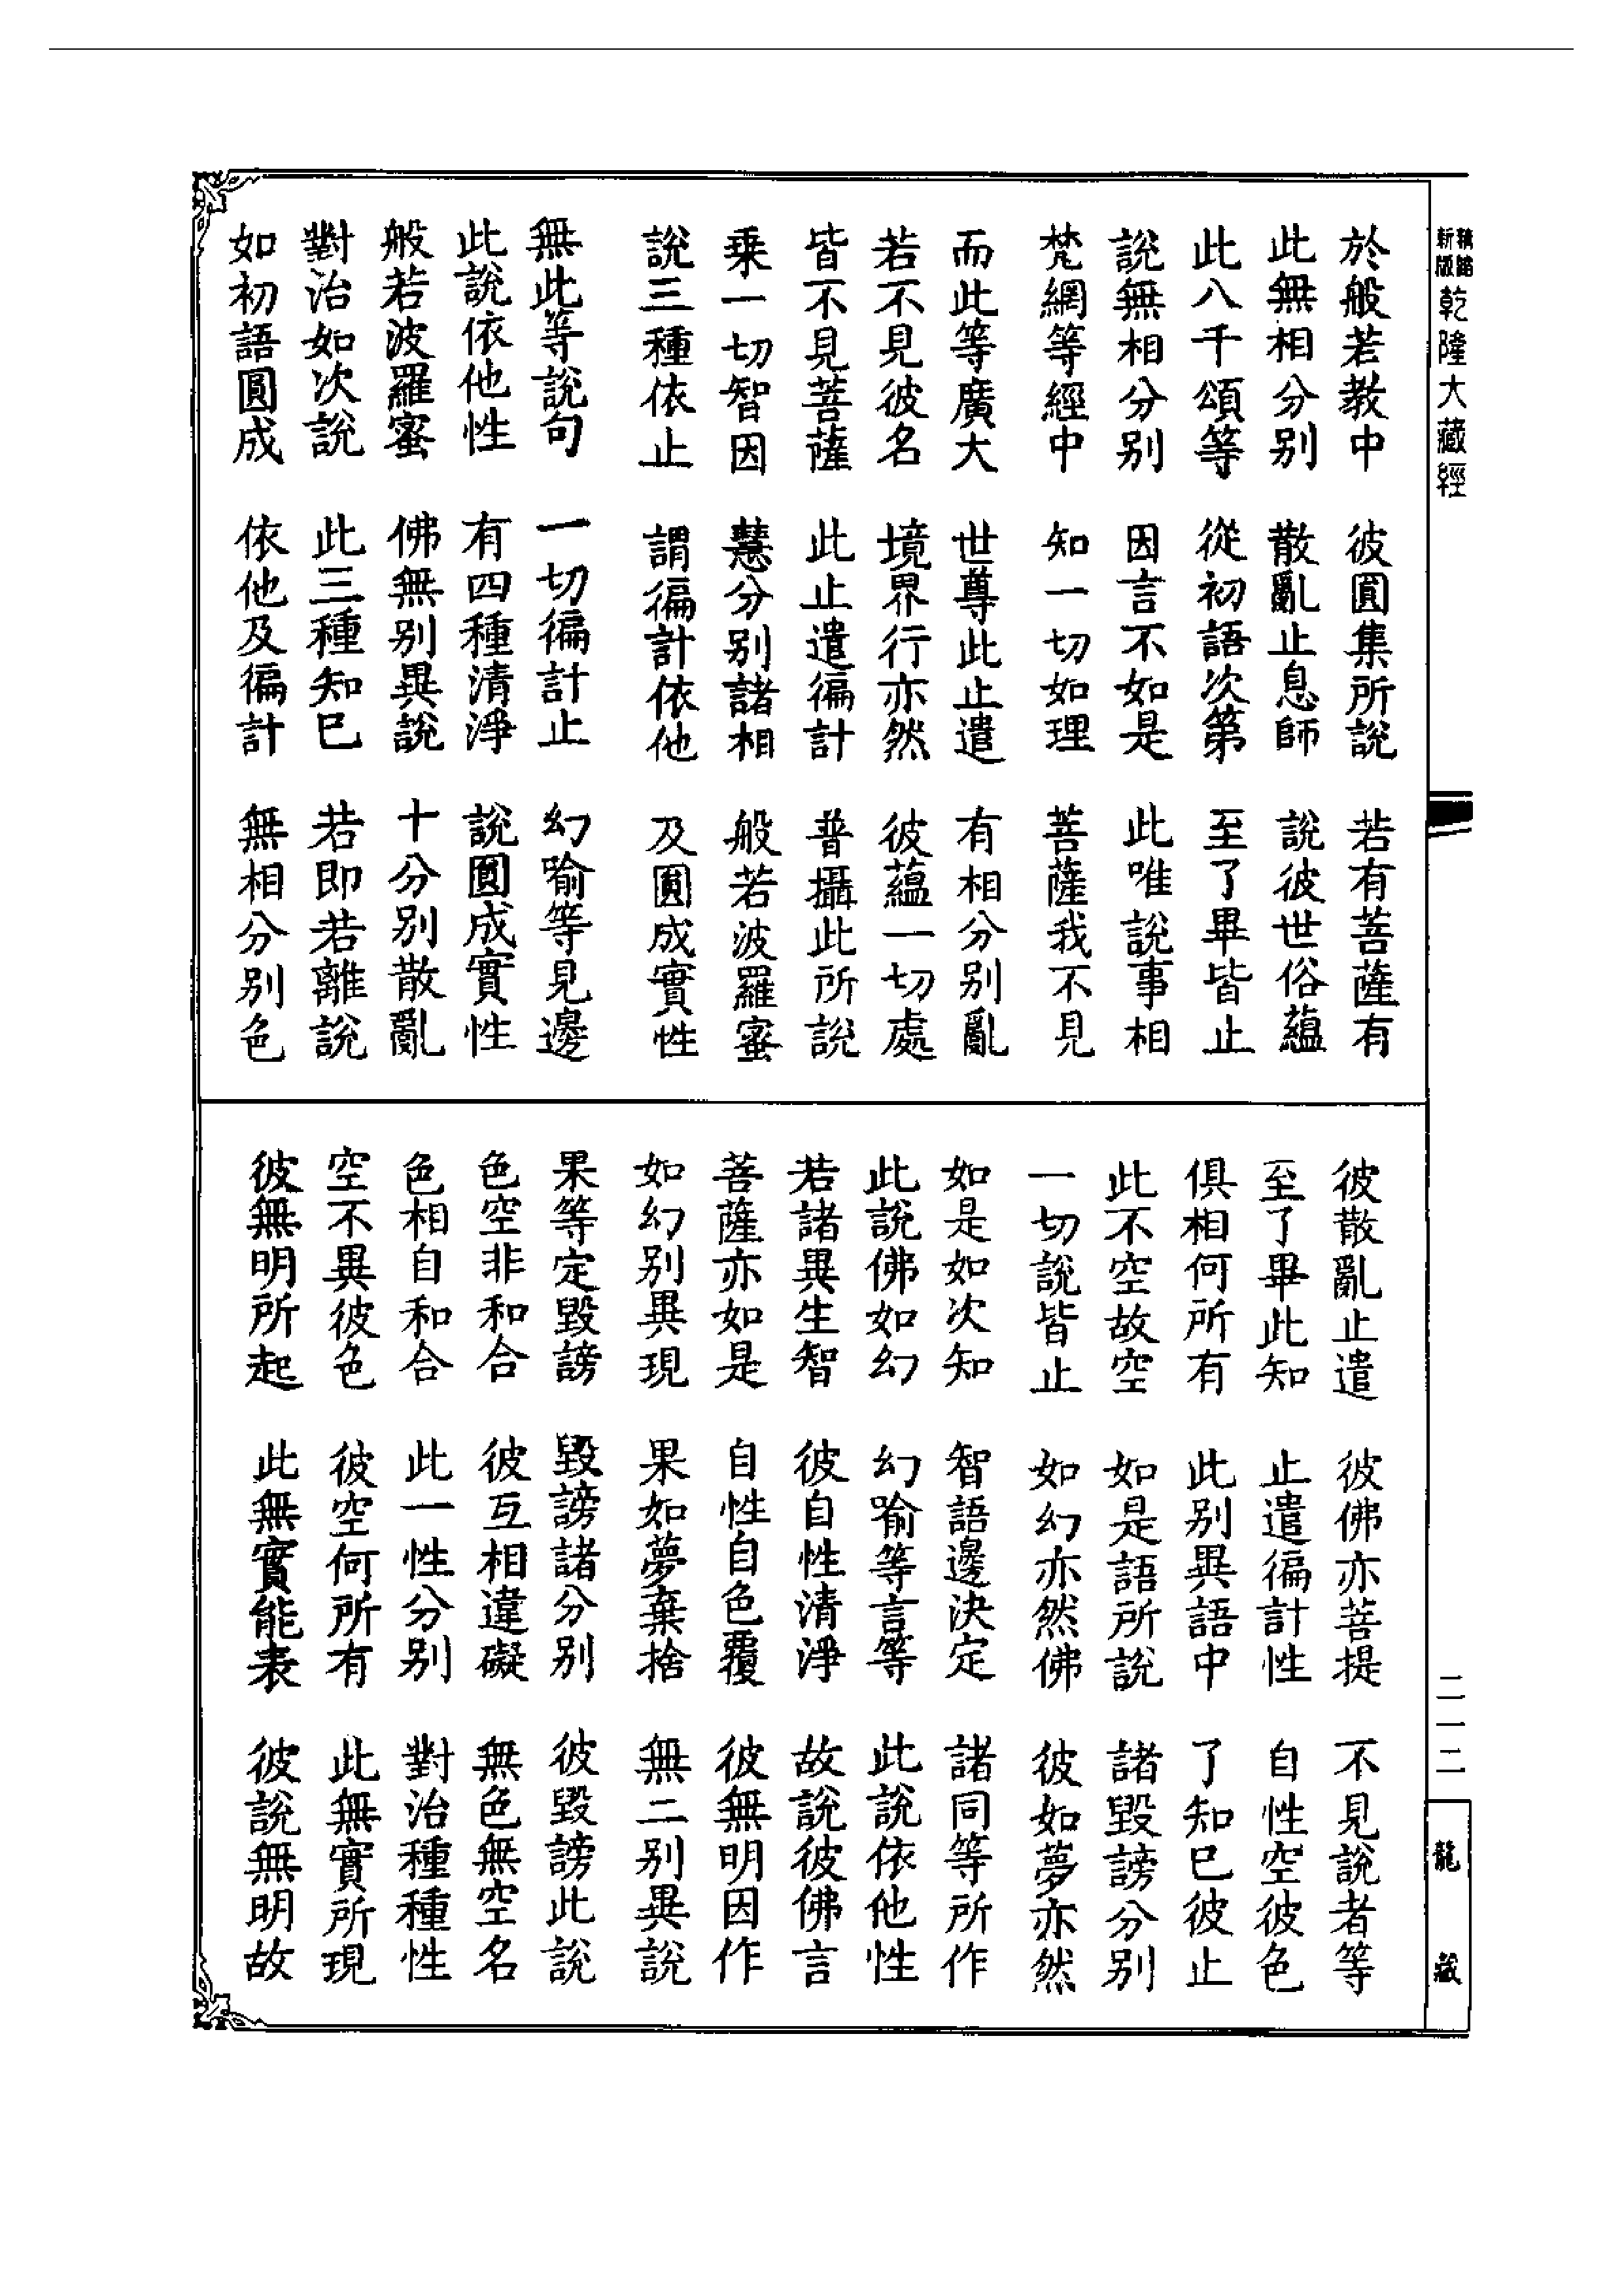 新版
乾隆大藏經
於般若教中　彼圓集所說　若有菩薩有
此無相分別　散亂止息師　說彼世俗蘊
此八千頌等　從初語次第　至了畢皆止
說無相分別　因言不如是　此唯說事相
梵網等經中　知一切如理　菩薩我不見
而此等廣大　世尊此止遣　有相分別亂
若不見彼名　境界行亦然　彼蘊一切處
皆不見菩薩　此止遣徧計　普攝此所說
乘一切智因　慧分別諸相　般若波羅蜜
說三種依止　謂徧計依他　及圓成實性
無此等說句　一切徧計止　幻喻等見邊
此說依他性　有四種清淨　說圓成實性
般若波羅蜜　佛無別異說　十分別散亂
對治如次說　此三種知巳　若即若離說
如初語圓成　依他及徧計　無相分別色
彼散亂止遣　彼佛亦菩提　不見說者等
至了畢此知　止遣徧計性　自性空彼色
俱相何所有　此別異語中　了知巳彼止
此不空故空　如是語所說　諸毀謗分別
一切說皆止　如幻亦然佛　彼如夢亦然
如是如次知　智語邊決定　諸同等所作
此說佛如幻　幻喻等言等　此說依他性
若諸異生智　彼自性清淨　故說彼佛言
菩薩亦如是　自性自色覆　彼無明因作
如幻別異現　果如夢棄捨　無二別異說
果等定毀謗　毀謗諸分別　彼毀謗此說
色空非和合　彼互相違礙　無色無空名
色相自和合　此一性分別　對治種種性
空不異彼色　彼空何所有　此無實所現
彼無明所起　此無實能表　彼說無明故
二一二
龍藏